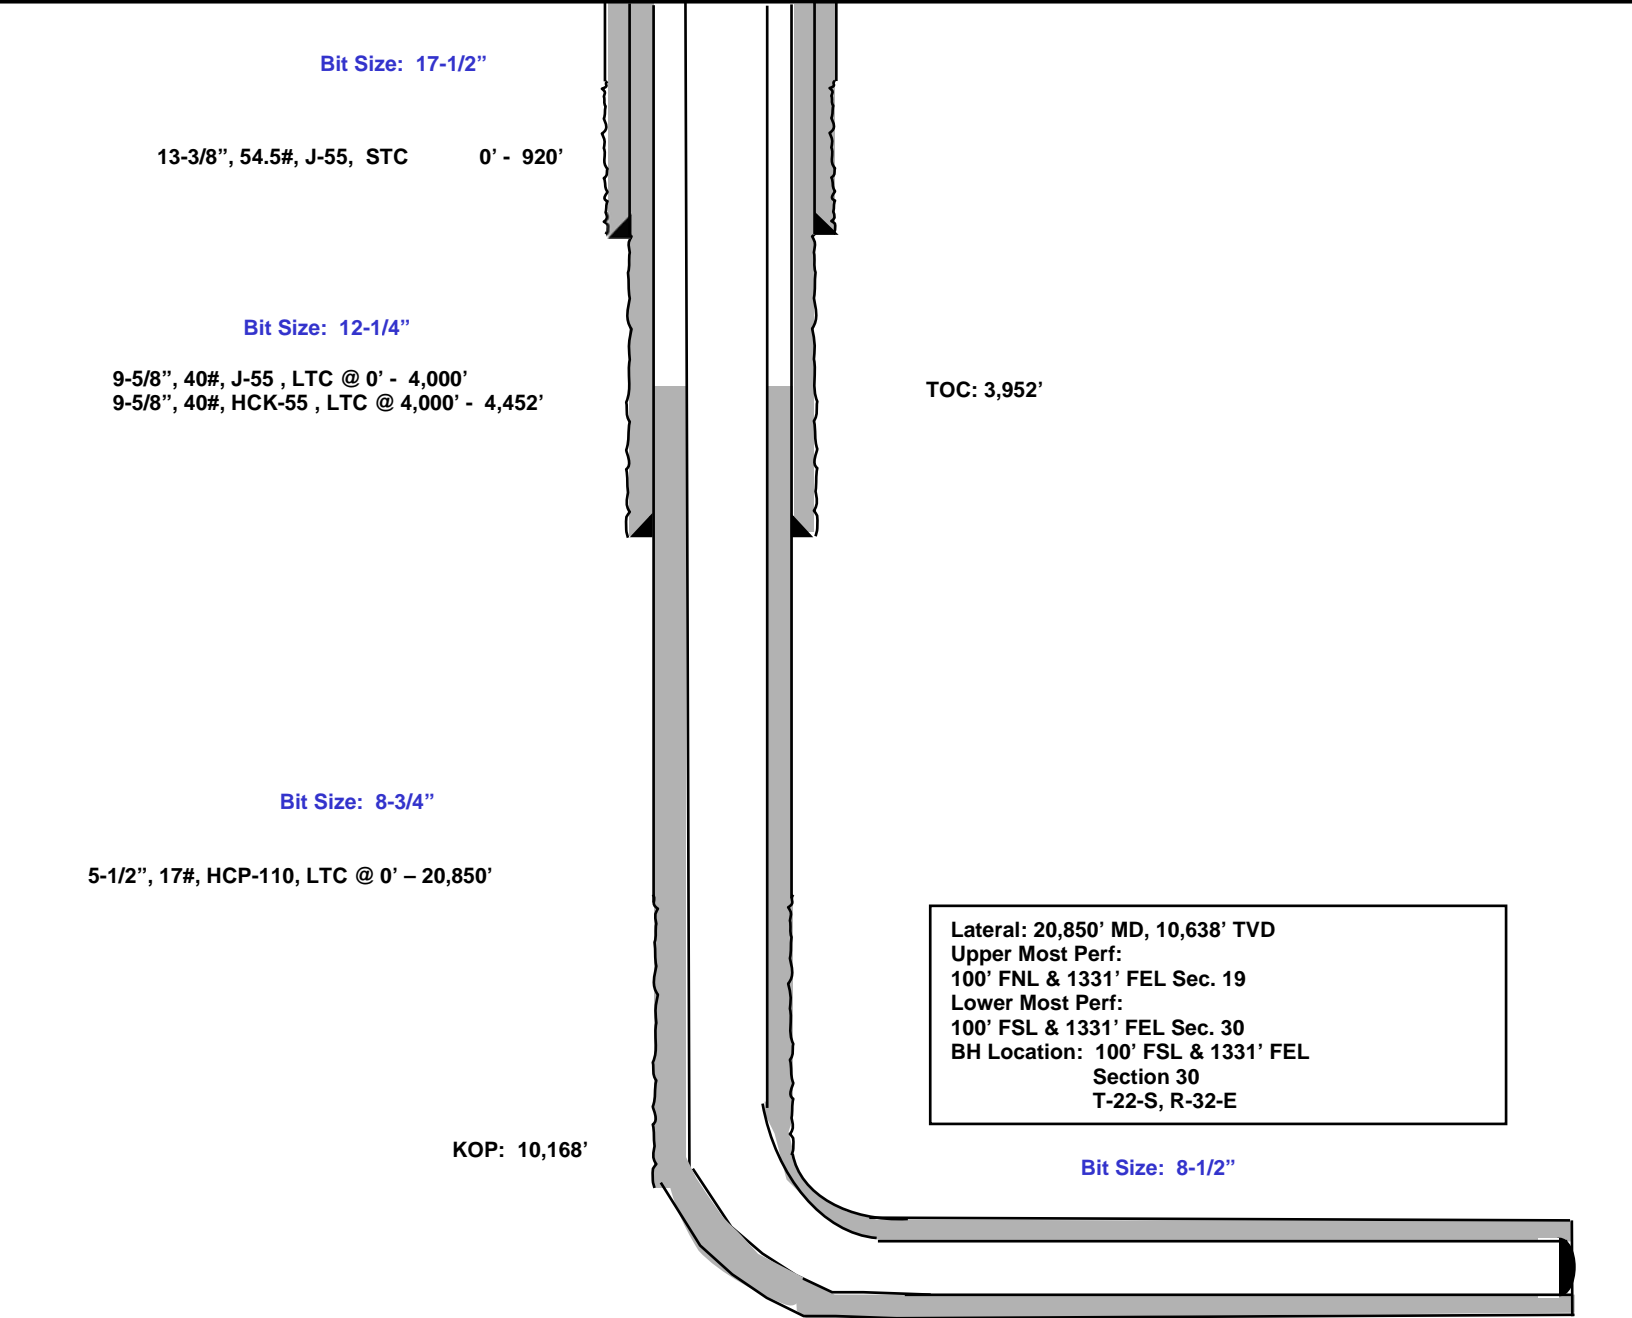 Bit Size: 17-1/2”
13-3/8”, 54.5#, J-55, STC 0’ - 920’
Bit Size: 12-1/4”
9-5/8”, 40#, J-55 , LTC @ 0’ - 4,000’
9-5/8”, 40#, HCK-55 , LTC @ 4,000’ - 4,452’
TOC: 3,952’
Bit Size: 8-3/4”
5-1/2”, 17#, HCP-110, LTC @ 0’ – 20,850’
Lateral: 20,850’ MD, 10,638’ TVD
Upper Most Perf:
100’ FNL & 1331’ FEL Sec. 19
Lower Most Perf:
100’ FSL & 1331’ FEL Sec. 30
BH Location: 100’ FSL & 1331’ FEL
Section 30
T-22-S, R-32-E
KOP: 10,168’
Bit Size: 8-1/2”